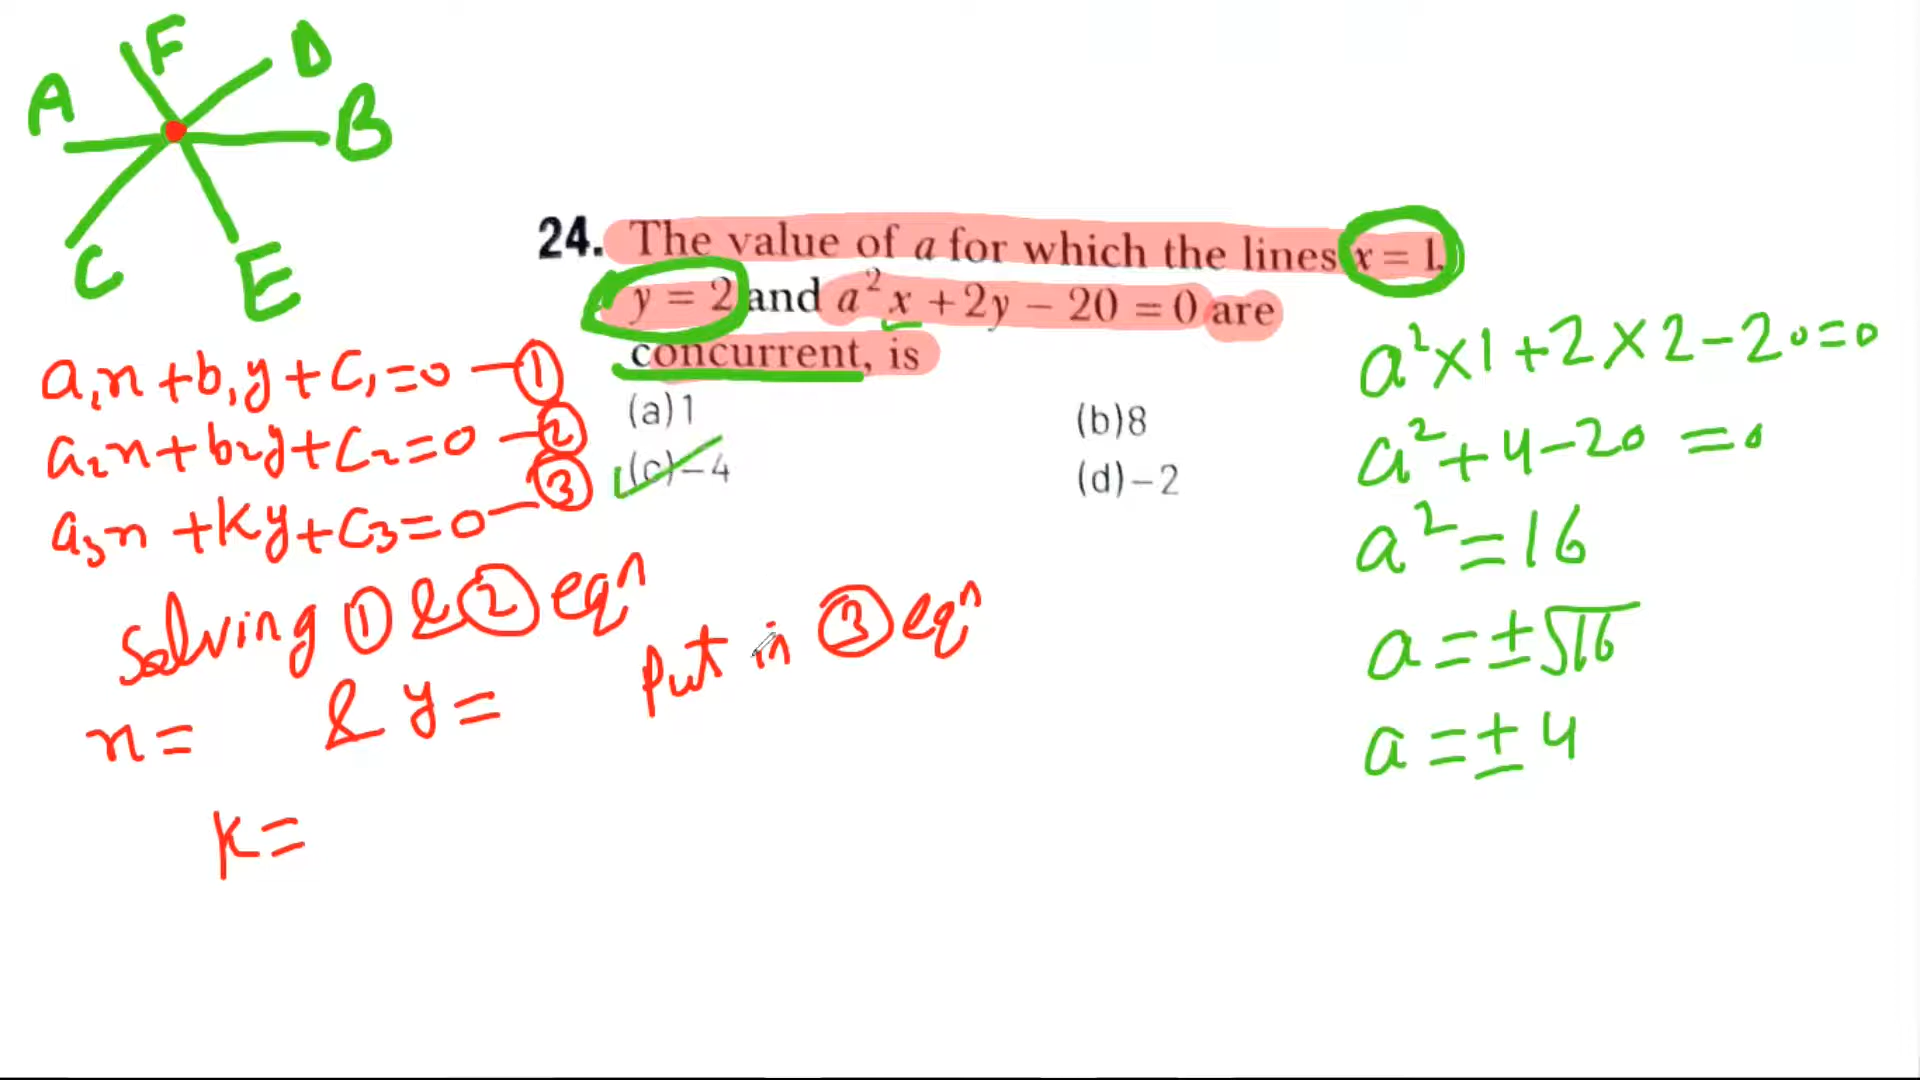 F
D
A
B
C
E
24. The value of a for which the lines x = 1,
y = 2 and a² x + 2y − 20 = 0 are
concurrent, is
(a) 1
(b) 8
(c) −4
(d) −2
a₁x + b₁y + c₁ = 0 — ①
a₂x + b₂y + c₂ = 0 — ②
a₃x + ky + c₃ = 0 — ③
Solving ① & ② eqⁿ
x = & y = Put in ③ eqⁿ
k =
a² × 1 + 2 × 2 − 20 = 0
a² + 4 − 20 = 0
a² = 16
a = ± √16
a = ± 4